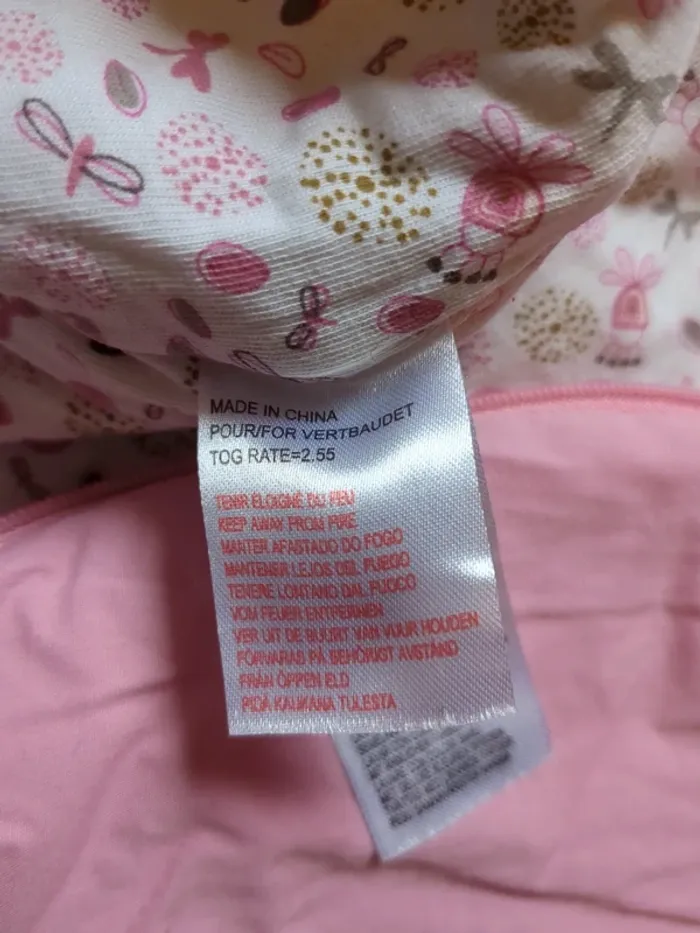 MADE IN CHINA
POUR/FOR VERTBAUDET
TOG RATE=2.55
TENIR ÉLOIGNÉ DU FEU
KEEP AWAY FROM FIRE
MANTER AFASTADO DO FOGO
MANTENER LEJOS DEL FUEGO
TENERE LONTANO DAL FUOCO
VOM FEUER ENTFERNEN
VER UIT DE BUURT VAN VUUR HOUDEN
FÖRVARAS PÅ BEHÖRIGT AVSTÅND
FRÅN ÖPPEN ELD
PIDÄ KAUKANA TULESTA